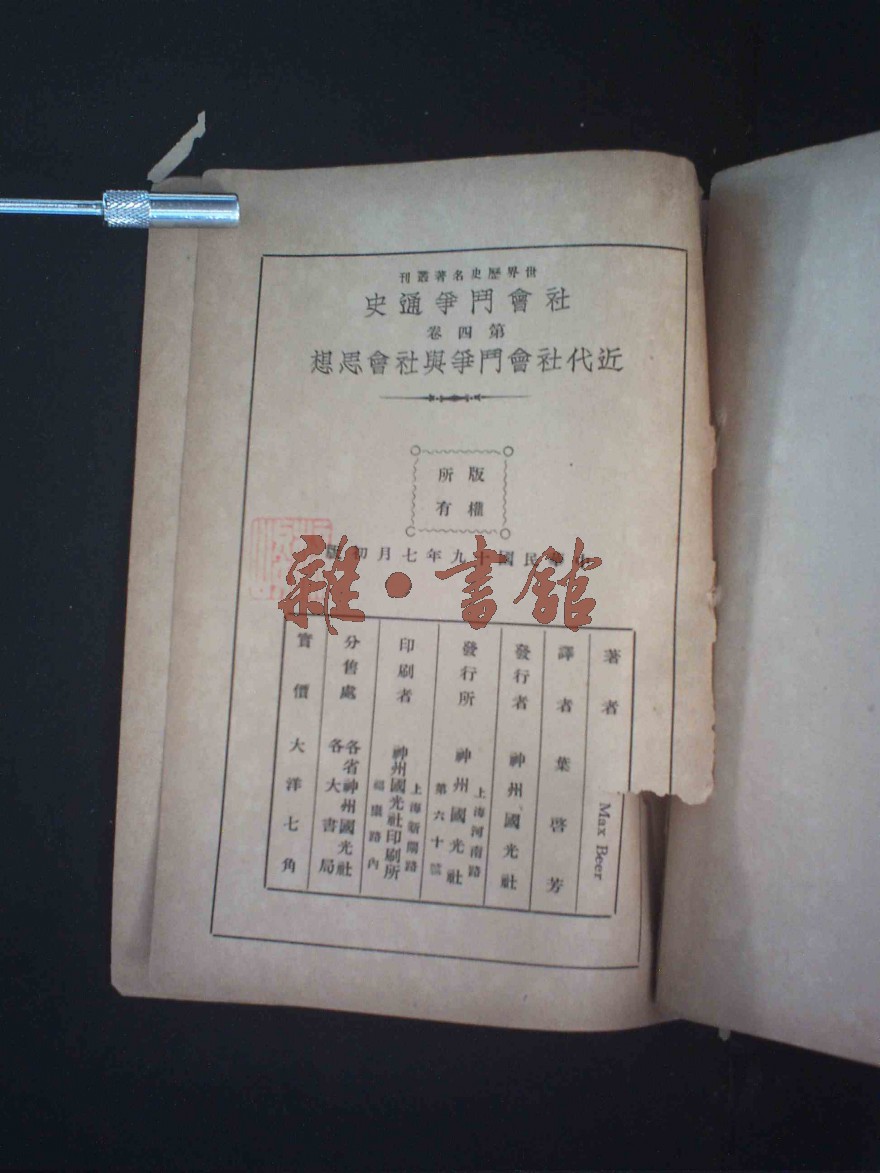 世界歷史名著叢刊
社會鬥爭通史
第四卷
近代社會鬥爭與社會思想
版權
所有
中華民國十九年七月初版
雜·書館
著者 Max Beer
譯者 葉啓芳
發行者 神州國光社
發行所 神州國光社
上海河南路
第六十號
印刷者 神州國光社印刷所
上海新閘路
福康路內
分售處 各省神州國光社
各大書局
實價大洋七角